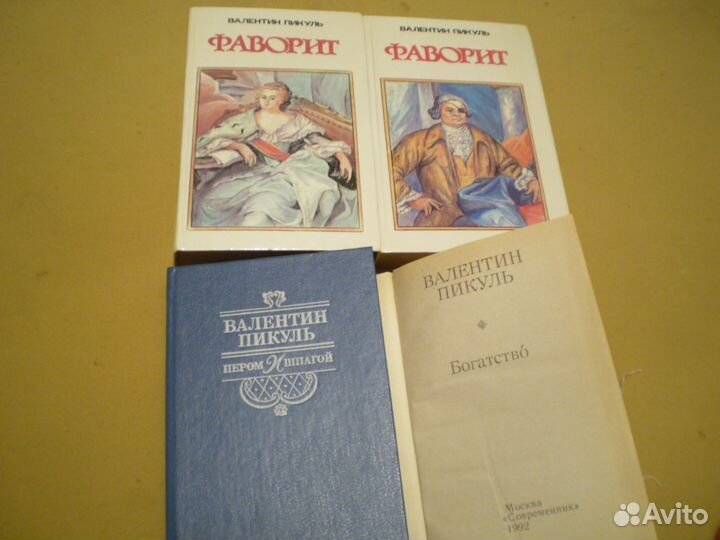 ВАЛЕНТИН ПИКУЛЬ
ФАВОРИТ
ВАЛЕНТИН ПИКУЛЬ
ФАВОРИТ
ВАЛЕНТИН
ПИКУЛЬ
ПЕРОМ И ШПАГОЙ
ВАЛЕНТИН
ПИКУЛЬ
Богатство́
Москва
«Современник»
1992
Avito